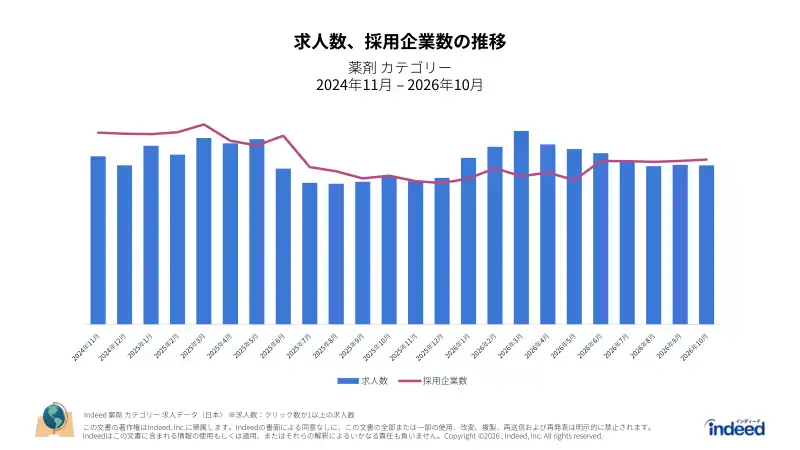 求人数、採用企業数の推移
薬剤 カテゴリー
2024年11月 – 2026年10月
2024年11月
2024年12月
2025年1月
2025年2月
2025年3月
2025年4月
2025年5月
2025年6月
2025年7月
2025年8月
2025年9月
2025年10月
2025年11月
2025年12月
2026年1月
2026年2月
2026年3月
2026年4月
2026年5月
2026年6月
2026年7月
2026年8月
2026年9月
2026年10月
求人数 採用企業数
Indeed 薬剤 カテゴリー 求人データ（日本） ※求人数：クリック数が1以上の求人数
この文書の著作権はIndeed, Inc.に帰属します。Indeedの書面による同意なしに、この文書の全部または一部の使用、改変、複製、再送信および再発表は明示的に禁止されます。
Indeedはこの文書に含まれる情報の使用もしくは適用、またはそれらの解釈によるいかなる責任も負いません。Copyright ©2026 , Indeed, Inc. All rights reserved.
インディード
indeed